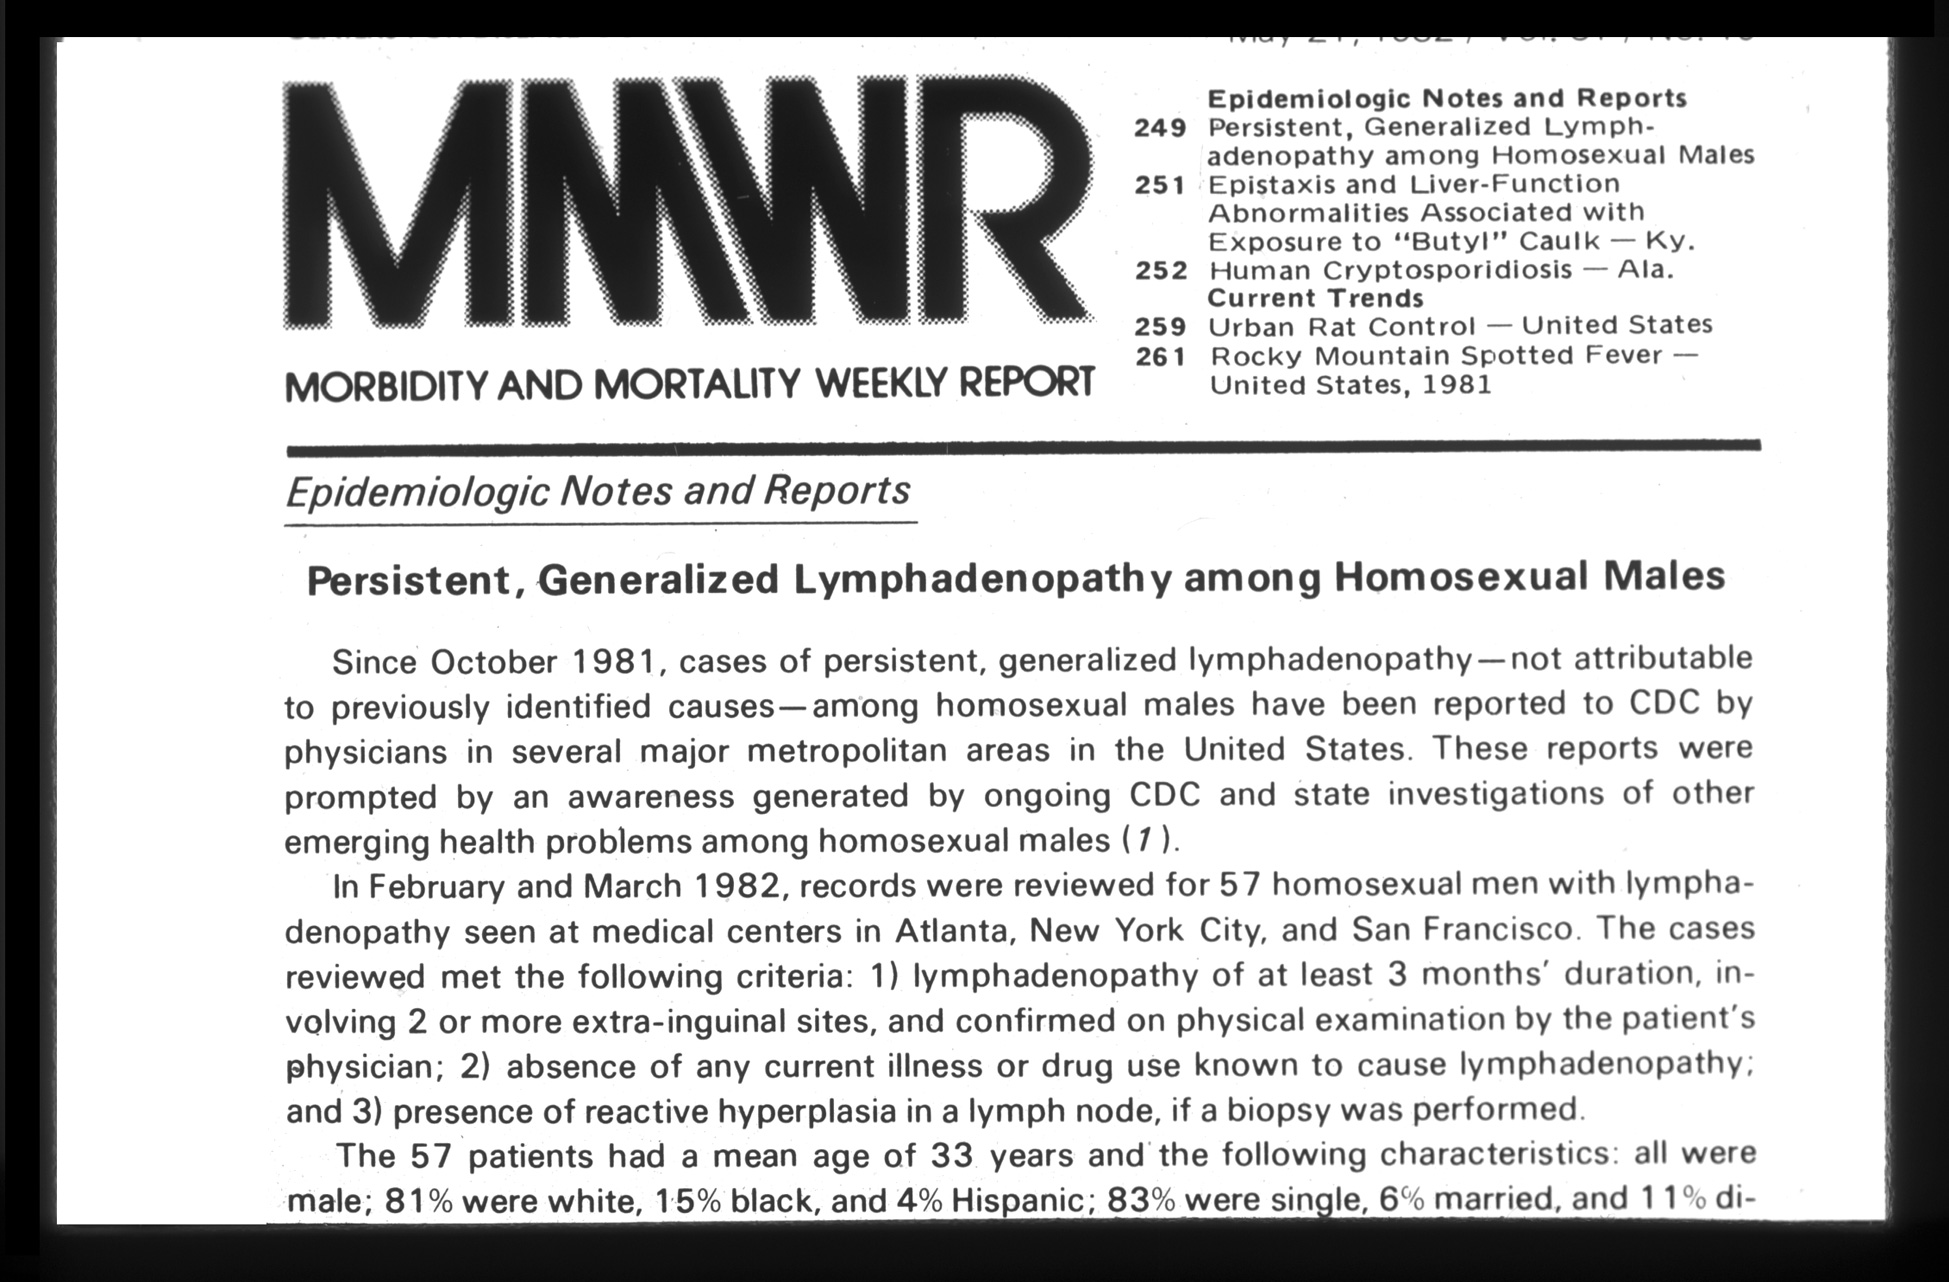 May 21, 1982 / Vol. 31 / No. 19
MMWR
MORBIDITY AND MORTALITY WEEKLY REPORT
Epidemiologic Notes and Reports
249 Persistent, Generalized Lymph-
adenopathy among Homosexual Males
251 Epistaxis and Liver-Function
Abnormalities Associated with
Exposure to “Butyl” Caulk — Ky.
252 Human Cryptosporidiosis — Ala.
Current Trends
259 Urban Rat Control — United States
261 Rocky Mountain Spotted Fever —
United States, 1981
Epidemiologic Notes and Reports
Persistent, Generalized Lymphadenopathy among Homosexual Males
Since October 1981, cases of persistent, generalized lymphadenopathy—not attributable
to previously identified causes—among homosexual males have been reported to CDC by
physicians in several major metropolitan areas in the United States. These reports were
prompted by an awareness generated by ongoing CDC and state investigations of other
emerging health problems among homosexual males (1).
In February and March 1982, records were reviewed for 57 homosexual men with lympha-
denopathy seen at medical centers in Atlanta, New York City, and San Francisco. The cases
reviewed met the following criteria: 1) lymphadenopathy of at least 3 months’ duration, in-
volving 2 or more extra-inguinal sites, and confirmed on physical examination by the patient’s
physician; 2) absence of any current illness or drug use known to cause lymphadenopathy;
and 3) presence of reactive hyperplasia in a lymph node, if a biopsy was performed.
The 57 patients had a mean age of 33 years and the following characteristics: all were
male; 81% were white, 15% black, and 4% Hispanic; 83% were single, 6% married, and 11% di-